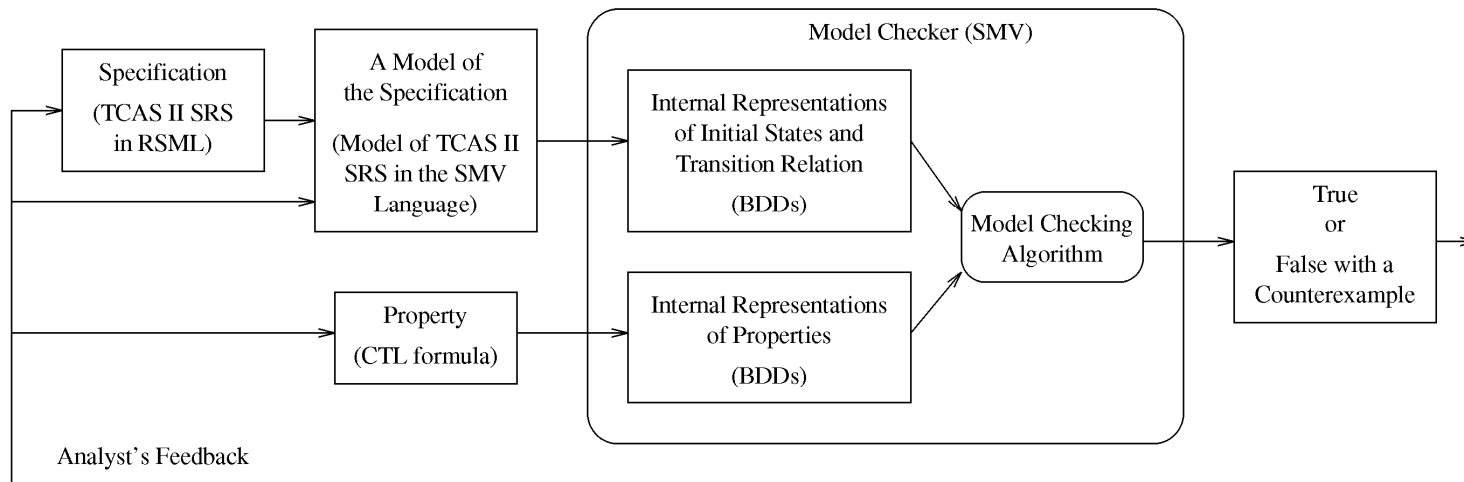 Model Checker (SMV)
Specification
(TCAS II SRS
in RSML)
A Model of
the Specification
(Model of TCAS II
SRS in the SMV
Language)
Internal Representations
of Initial States and
Transition Relation
(BDDs)
Model Checking
Algorithm
True
or
False with a
Counterexample
Property
(CTL formula)
Internal Representations
of Properties
(BDDs)
Analyst's Feedback